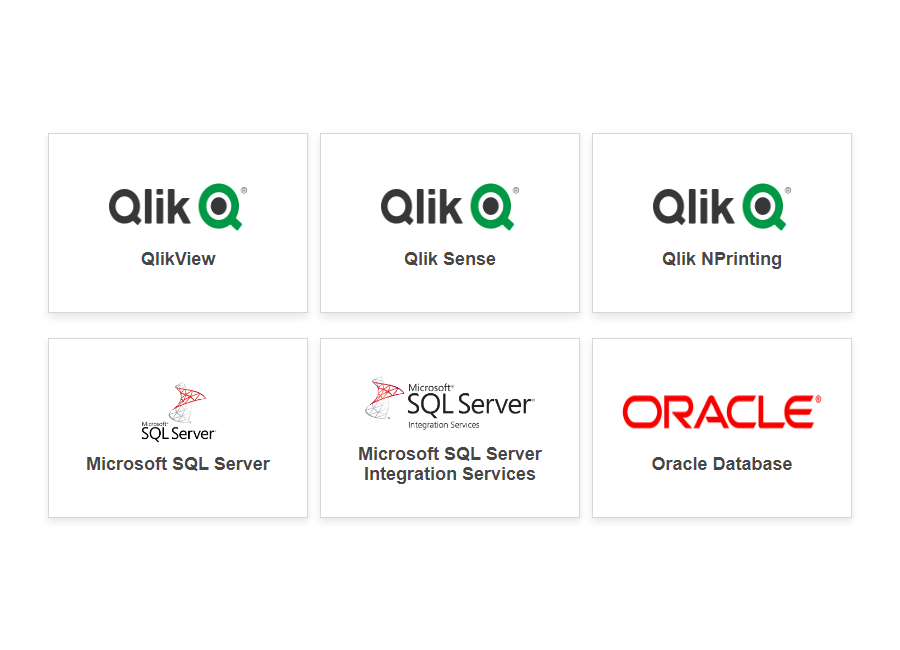 Qlik Q®
QlikView
Qlik Q®
Qlik Sense
Qlik Q®
Qlik NPrinting
Microsoft®
SQL Server®
Microsoft SQL Server
Microsoft®
SQL Server®
Integration Services
Microsoft SQL Server
Integration Services
ORACLE®
Oracle Database